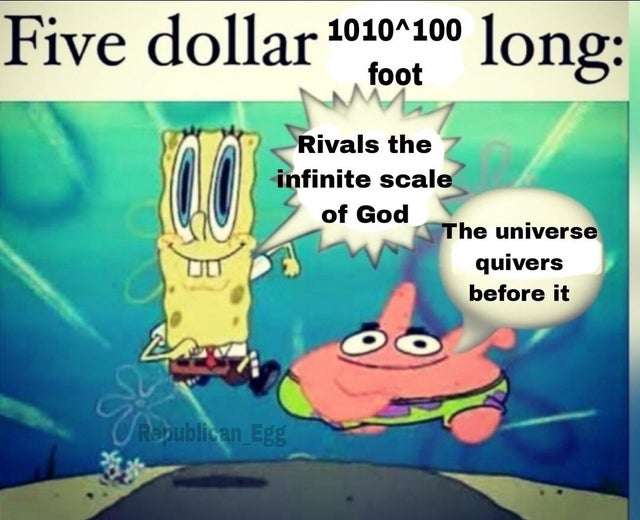 Five dollar 1010^100 foot long:
Rivals the
infinite scale
of God
The universe
quivers
before it
Republican_Egg